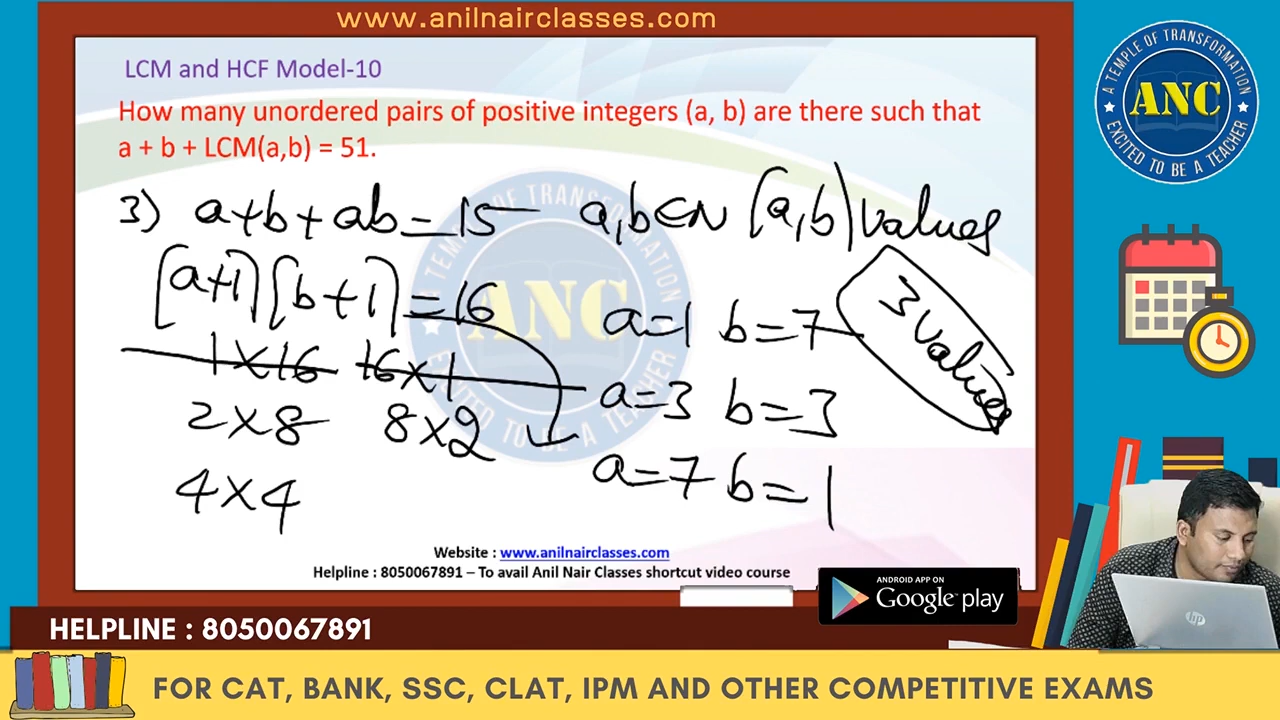 www.anilnairclasses.com
LCM and HCF Model-10
How many unordered pairs of positive integers (a, b) are there such that
a + b + LCM(a,b) = 51.
3) a+b+ab=15 a,b∈N (a,b) values
(a+1)(b+1)=16
1×16 16×1
2×8 8×2
4×4
a=1 b=7
a=3 b=3
a=7 b=1
3 values
Website : www.anilnairclasses.com
Helpline : 8050067891 – To avail Anil Nair Classes shortcut video course
A TEMPLE OF TRANSFORMATION
ANC
EXCITED TO BE A TEACHER
ANC
ANDROID APP ON
Google play
hp
HELPLINE : 8050067891
FOR CAT, BANK, SSC, CLAT, IPM AND OTHER COMPETITIVE EXAMS